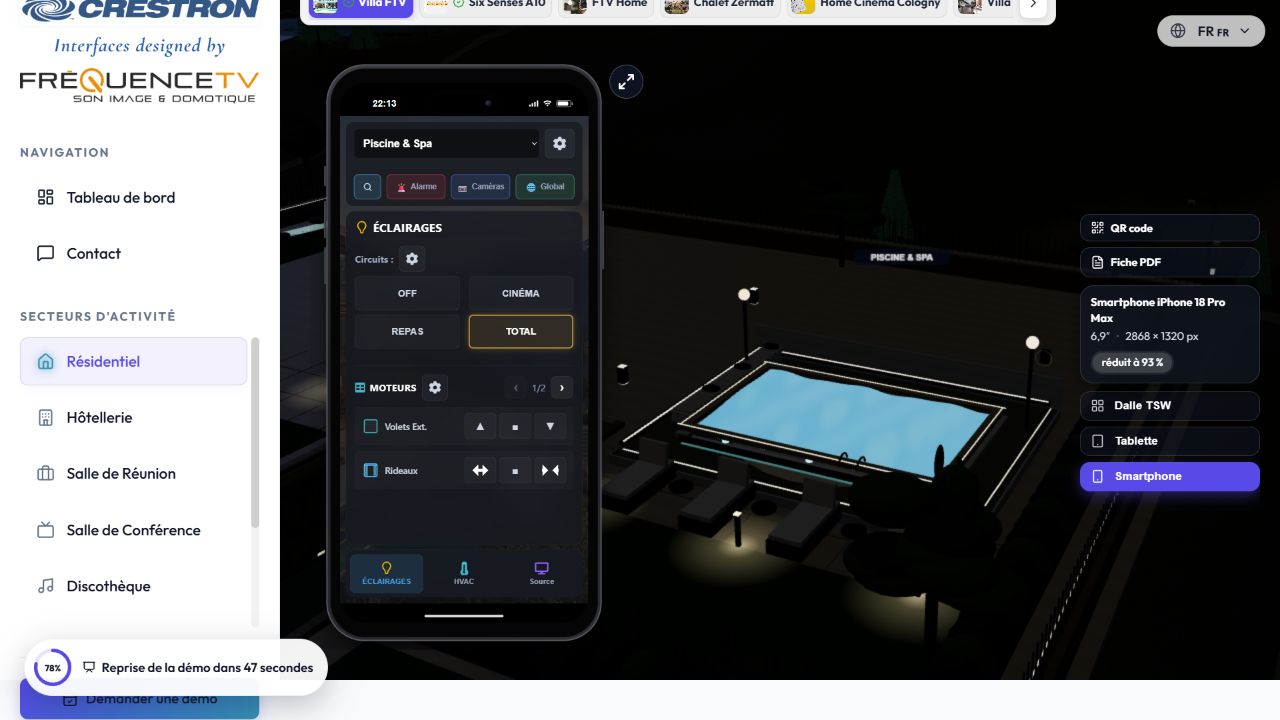 CRESTRON
Interfaces designed by
FRÉQUENCETV
SON IMAGE & DOMOTIQUE
NAVIGATION
Tableau de bord
Contact
SECTEURS D'ACTIVITÉ
Résidentiel
Hôtellerie
Salle de Réunion
Salle de Conférence
Discothèque
78%
Reprise de la démo dans 47 secondes
Demander une démo
Villa FTV
Six Senses A10
FTV Home
Chalet Zermatt
Home Cinema Cologny
Villa
FR FR
22:13
Piscine & Spa
Alarme
Caméras
Global
ÉCLAIRAGES
Circuits :
OFF
CINÉMA
REPAS
TOTAL
MOTEURS
1/2
Volets Ext.
Rideaux
ÉCLAIRAGES
HVAC
Source
PISCINE & SPA
QR code
Fiche PDF
Smartphone iPhone 18 Pro
Max
6,9″ · 2868 × 1320 px
réduit à 93 %
Dalle TSW
Tablette
Smartphone